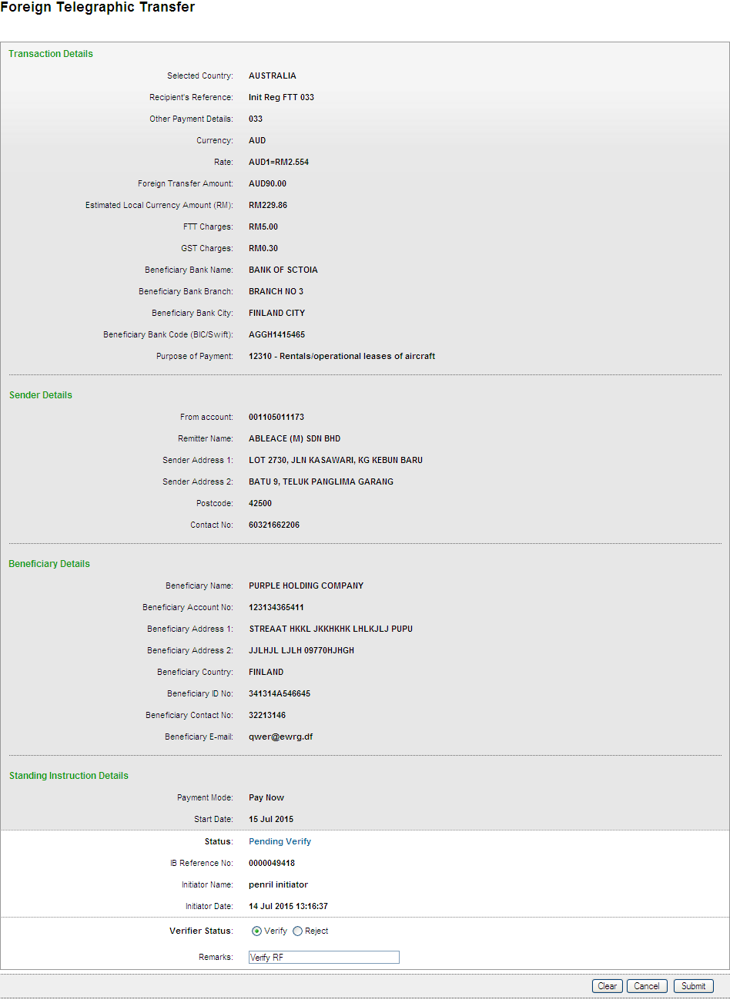 Foreign Telegraphic Transfer
Transaction Details
Selected Country: AUSTRALIA
Recipient's Reference: Init Reg FTT 033
Other Payment Details: 033
Currency: AUD
Rate: AUD1=RM2.554
Foreign Transfer Amount: AUD90.00
Estimated Local Currency Amount (RM): RM229.86
FTT Charges: RM5.00
GST Charges: RM0.30
Beneficiary Bank Name: BANK OF SCTOIA
Beneficiary Bank Branch: BRANCH NO 3
Beneficiary Bank City: FINLAND CITY
Beneficiary Bank Code (BIC/Swift): AGGH1415465
Purpose of Payment: 12310 - Rentals/operational leases of aircraft
Sender Details
From account: 001105011173
Remitter Name: ABLEACE (M) SDN BHD
Sender Address 1: LOT 2730, JLN KASAWARI, KG KEBUN BARU
Sender Address 2: BATU 9, TELUK PANGLIMA GARANG
Postcode: 42500
Contact No: 60321662206
Beneficiary Details
Beneficiary Name: PURPLE HOLDING COMPANY
Beneficiary Account No: 123134365411
Beneficiary Address 1: STREAAT HKKL JKKHKHK LHLKJLJ PUPU
Beneficiary Address 2: JJLHJL LJLH 09770HJHGH
Beneficiary Country: FINLAND
Beneficiary ID No: 341314A546645
Beneficiary Contact No: 32213146
Beneficiary E-mail: qwer@ewrg.df
Standing Instruction Details
Payment Mode: Pay Now
Start Date: 15 Jul 2015
Status: Pending Verify
IB Reference No: 0000049418
Initiator Name: penril initiator
Initiator Date: 14 Jul 2015 13:16:37
Verifier Status: Verify Reject
Remarks: Verify RF
Clear Cancel Submit